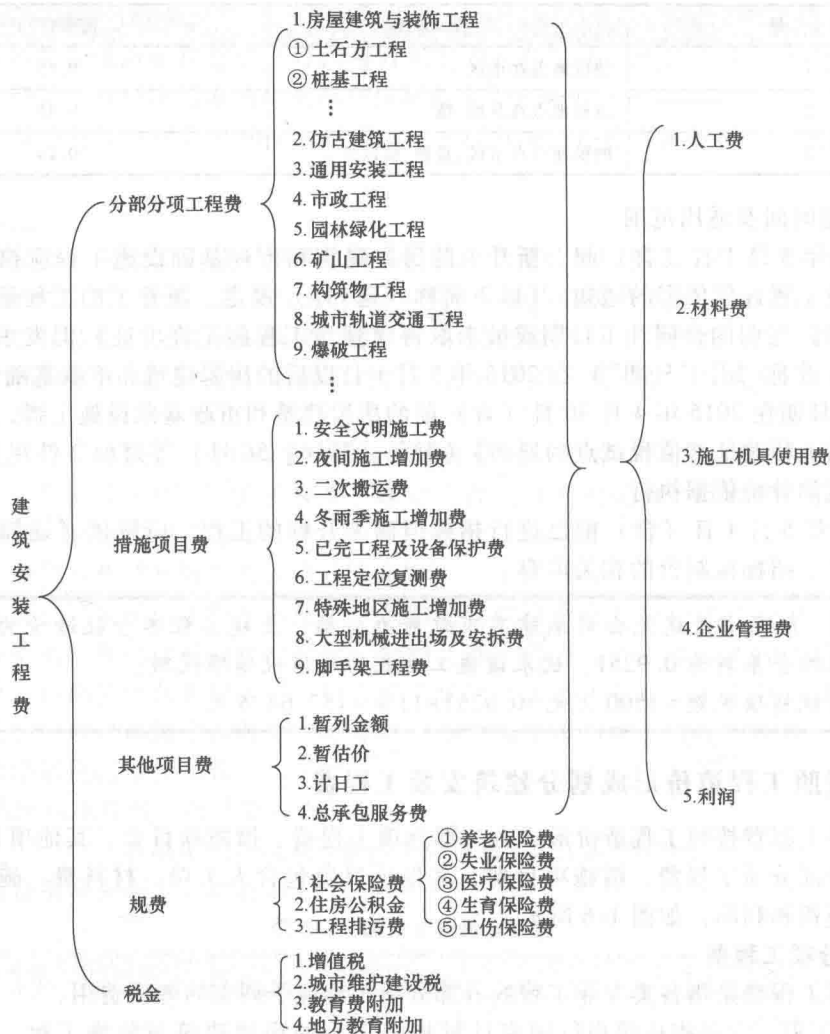 建筑安装工程费
分部分项工程费
1.房屋建筑与装饰工程
①土石方工程
②桩基工程
⋮
2.仿古建筑工程
3.通用安装工程
4.市政工程
5.园林绿化工程
6.矿山工程
7.构筑物工程
8.城市轨道交通工程
9.爆破工程
⋮
措施项目费
1.安全文明施工费
2.夜间施工增加费
3.二次搬运费
4.冬雨季施工增加费
5.已完工程及设备保护费
6.工程定位复测费
7.特殊地区施工增加费
8.大型机械进出场及安拆费
9.脚手架工程费
⋮
其他项目费
1.暂列金额
2.暂估价
3.计日工
4.总承包服务费
⋮
规费
1.社会保险费
2.住房公积金
3.工程排污费
①养老保险费
②失业保险费
③医疗保险费
④生育保险费
⑤工伤保险费
税金
1.增值税
2.城市维护建设税
3.教育费附加
4.地方教育附加
1.人工费
2.材料费
3.施工机具使用费
4.企业管理费
5.利润